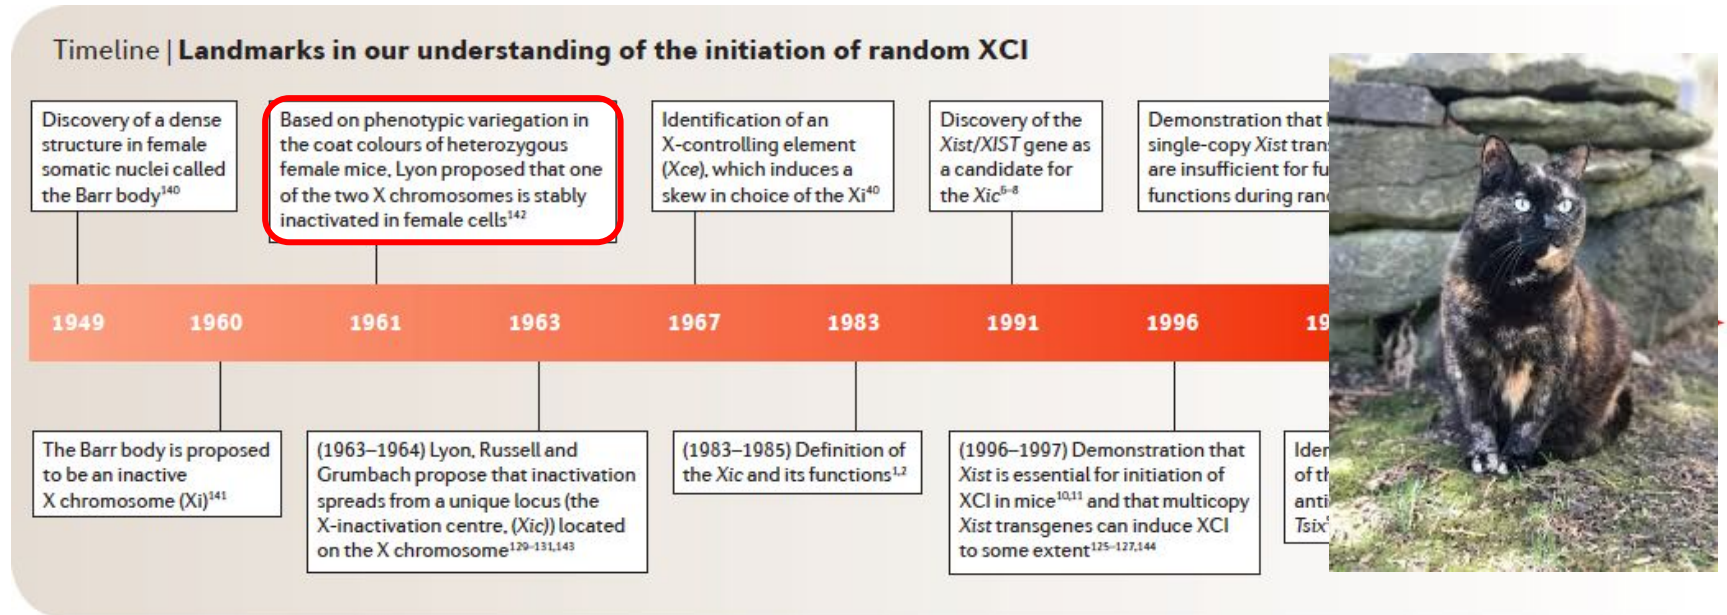 Timeline | Landmarks in our understanding of the initiation of random XCI
Discovery of a dense
structure in female
somatic nuclei called
the Barr body140
Based on phenotypic variegation in
the coat colours of heterozygous
female mice, Lyon proposed that one
of the two X chromosomes is stably
inactivated in female cells142
Identification of an
X-controlling element
(Xce), which induces a
skew in choice of the Xi40
Discovery of the
Xist/XIST gene as
a candidate for
the Xic6–8
Demonstration that
single-copy Xist
are insufficient for
functions during
1949 1960 1961 1963 1967 1983 1991 1996
The Barr body is proposed
to be an inactive
X chromosome (Xi)141
(1963–1964) Lyon, Russell and
Grumbach propose that inactivation
spreads from a unique locus (the
X-inactivation centre, (Xic)) located
on the X chromosome129–131,143
(1983–1985) Definition of
the Xic and its functions1,2
(1996–1997) Demonstration that
Xist is essential for initiation of
XCI in mice10,11 and that multicopy
Xist transgenes can induce XCI
to some extent125–127,144
of
Tsix